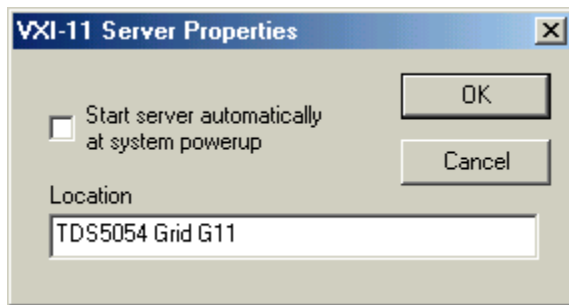 VXI-11 Server Properties
Start server automatically
at system powerup
OK
Cancel
Location
TDS5054 Grid G11